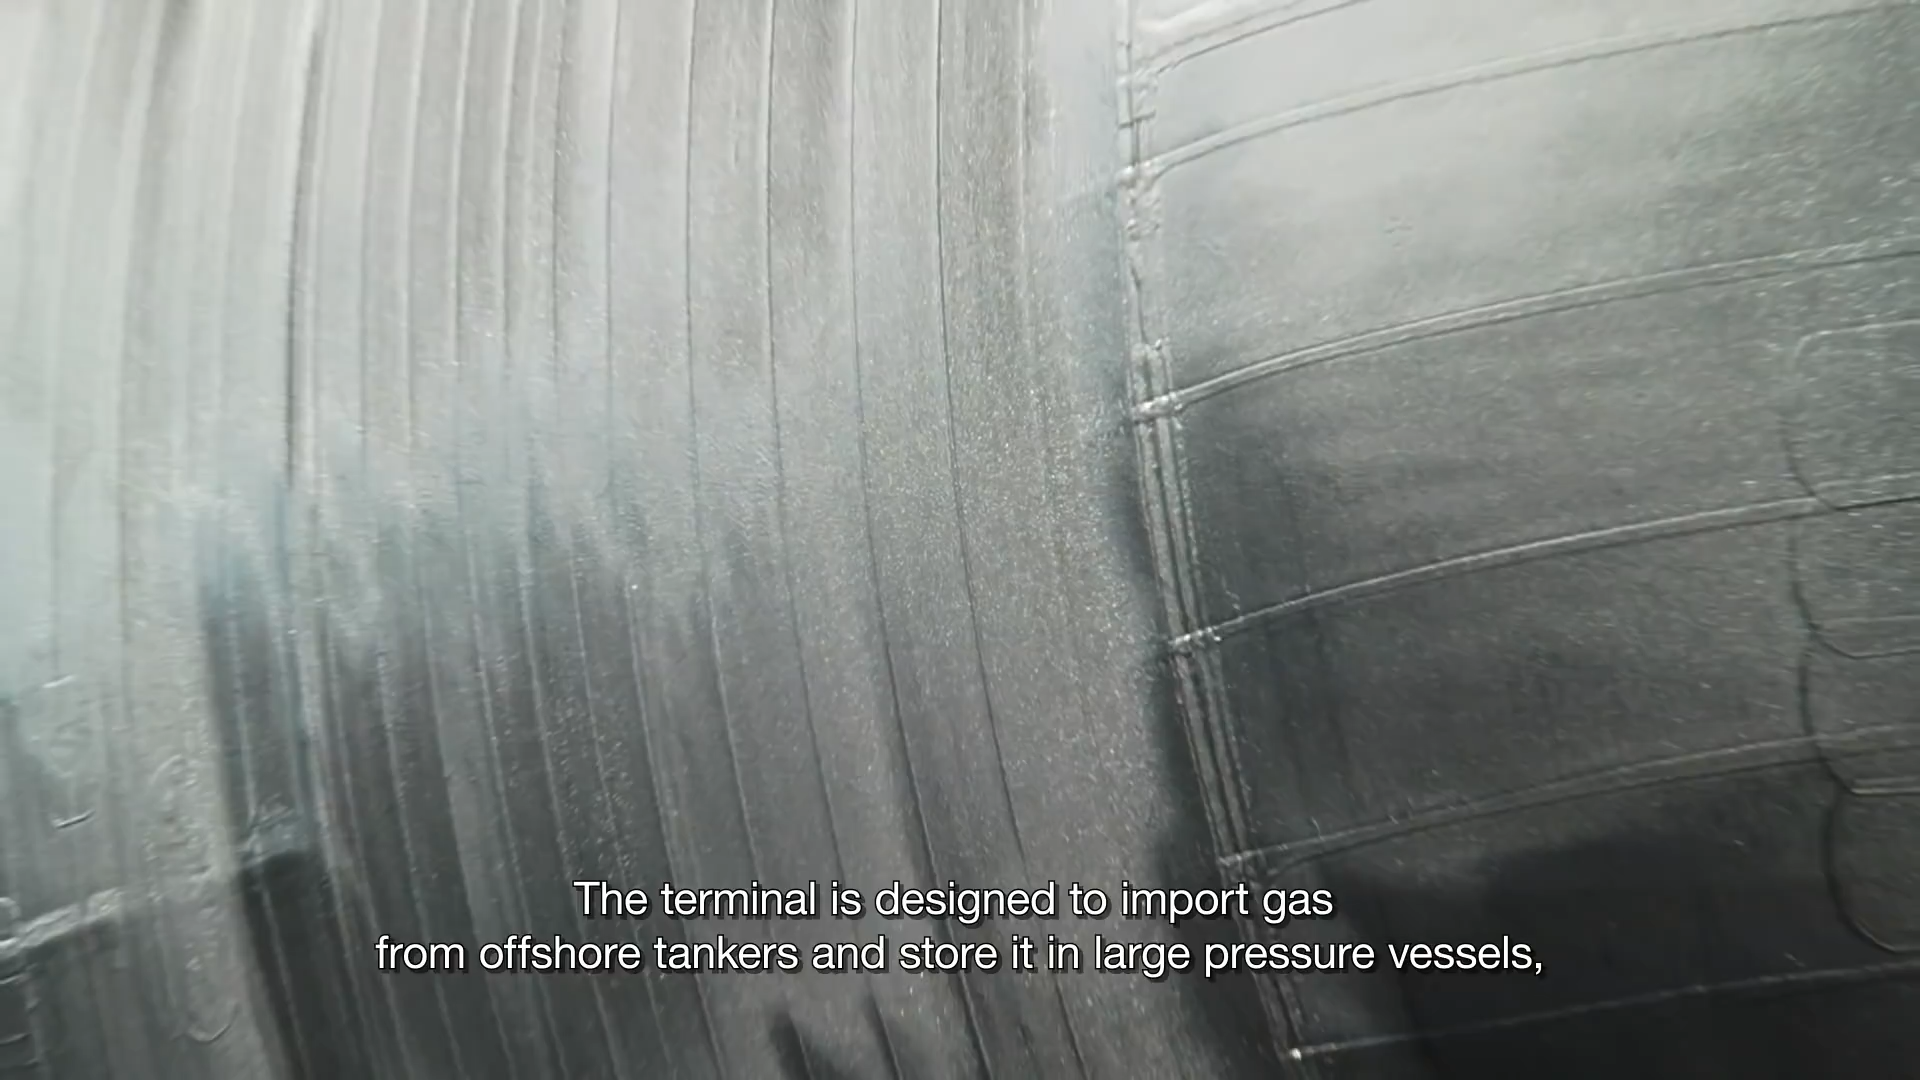 The terminal is designed to import gas
from offshore tankers and store it in large pressure vessels,